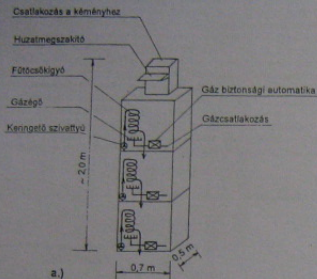 Csatlakozás a kéményhez
Huzatmegszakító
Fűtőcsőkígyó
Gázégő
Keringető szivattyú
Gáz biztonsági automatika
Gázcsatlakozás
~ 2,0 m
0,5 m
0,7 m
a.)